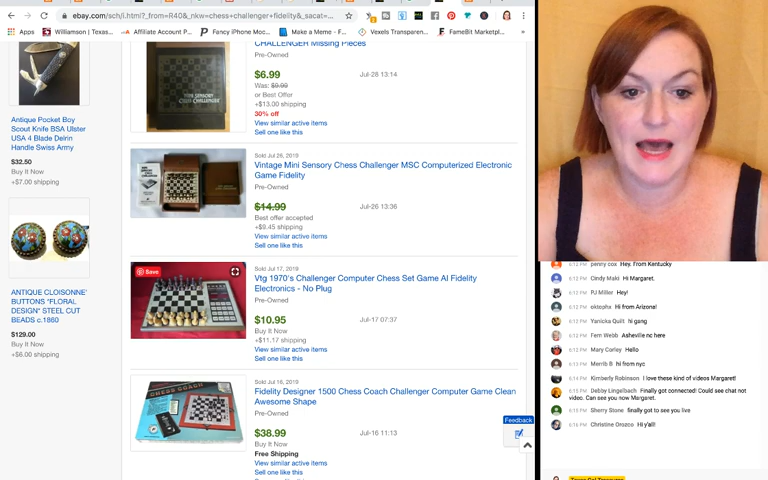 ebay.com/sch/i.html?_from=R40&_nkw=chess+challenger+fidelity&_sacat=...
Apps
Williamson | Texas...
Affiliate Account P...
Fancy iPhone Moc...
Make a Meme - F...
Vexels Transparen...
FameBit Marketpl...
Antique Pocket Boy
Scout Knife BSA Ulster
USA 4 Blade Delrin
Handle Swiss Army
$32.50
Buy It Now
+$7.00 shipping
ANTIQUE CLOISONNE'
BUTTONS "FLORAL
DESIGN" STEEL CUT
BEADS c.1860
$129.00
Buy It Now
+$6.00 shipping
CHALLENGER Missing Pieces
Pre-Owned
$6.99
Jul-28 13:14
Was: $9.99
or Best Offer
+$13.00 shipping
30% off
View similar active items
Sell one like this
Sold Jul 26, 2019
Vintage Mini Sensory Chess Challenger MSC Computerized Electronic
Game Fidelity
Pre-Owned
$14.99
Jul-26 13:36
Best offer accepted
+$9.45 shipping
View similar active items
Sell one like this
Save
Sold Jul 17, 2019
Vtg 1970's Challenger Computer Chess Set Game AI Fidelity
Electronics - No Plug
Pre-Owned
$10.95
Jul-17 07:37
Buy It Now
+$11.17 shipping
View similar active items
Sell one like this
Sold Jul 16, 2019
Fidelity Designer 1500 Chess Coach Challenger Computer Game Clean
Awesome Shape
Pre-Owned
$38.99
Jul-16 11:13
Buy It Now
Free Shipping
View similar active items
Sell one like this
Feedback
6:12 PM penny cox Hey. From Kentucky
6:12 PM Cindy Maki Hi Margaret.
6:12 PM PJ Miller Hey!
6:12 PM oktephx Hi from Arizona!
6:12 PM Yanicka Quilt hi gang
6:12 PM Fern Webb Asheville nc here
6:12 PM Mary Corley Hello
6:13 PM Merrib B hi from nyc
6:14 PM Kimberly Robinson I love these kind of videos Margaret!
6:15 PM Debby Lingelbach Finally got connected! Could see chat not
video. Can see you now Margaret.
6:15 PM Sherry Stone finally got to see you live
6:16 PM Christine Orozco Hi y'all!